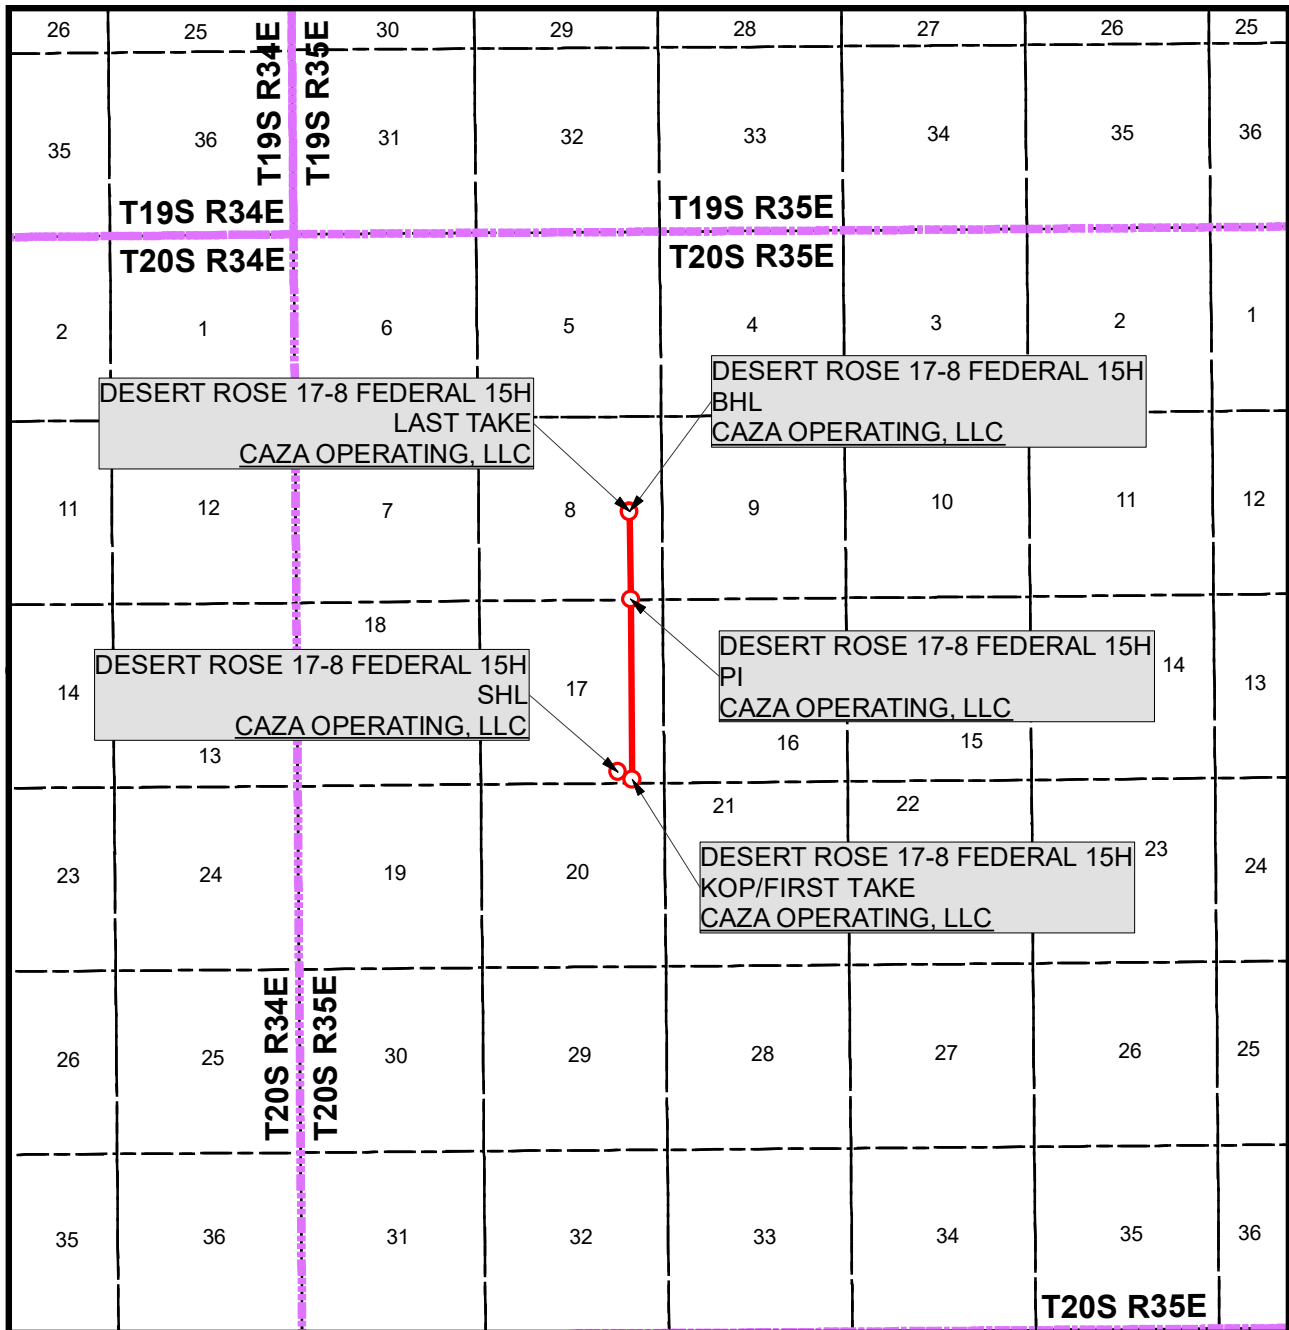 26 25 30 29 28 27 26 25
T19S R34E
T19S R35E
35 36 31 32 33 34 35 36
T19S R34E T19S R35E
T20S R34E T20S R35E
2 1 6 5 4 3 2 1
DESERT ROSE 17-8 FEDERAL 15H
LAST TAKE
CAZA OPERATING, LLC
DESERT ROSE 17-8 FEDERAL 15H
BHL
CAZA OPERATING, LLC
11 12 7 8 9 10 11 12
18
DESERT ROSE 17-8 FEDERAL 15H
SHL
CAZA OPERATING, LLC
DESERT ROSE 17-8 FEDERAL 15H
PI
CAZA OPERATING, LLC
14 17 14 13
13 16 15
21 22
DESERT ROSE 17-8 FEDERAL 15H
KOP/FIRST TAKE
CAZA OPERATING, LLC
23 24 19 20 23 24
T20S R34E
T20S R35E
26 25 30 29 28 27 26 25
35 36 31 32 33 34 35 36
T20S R35E